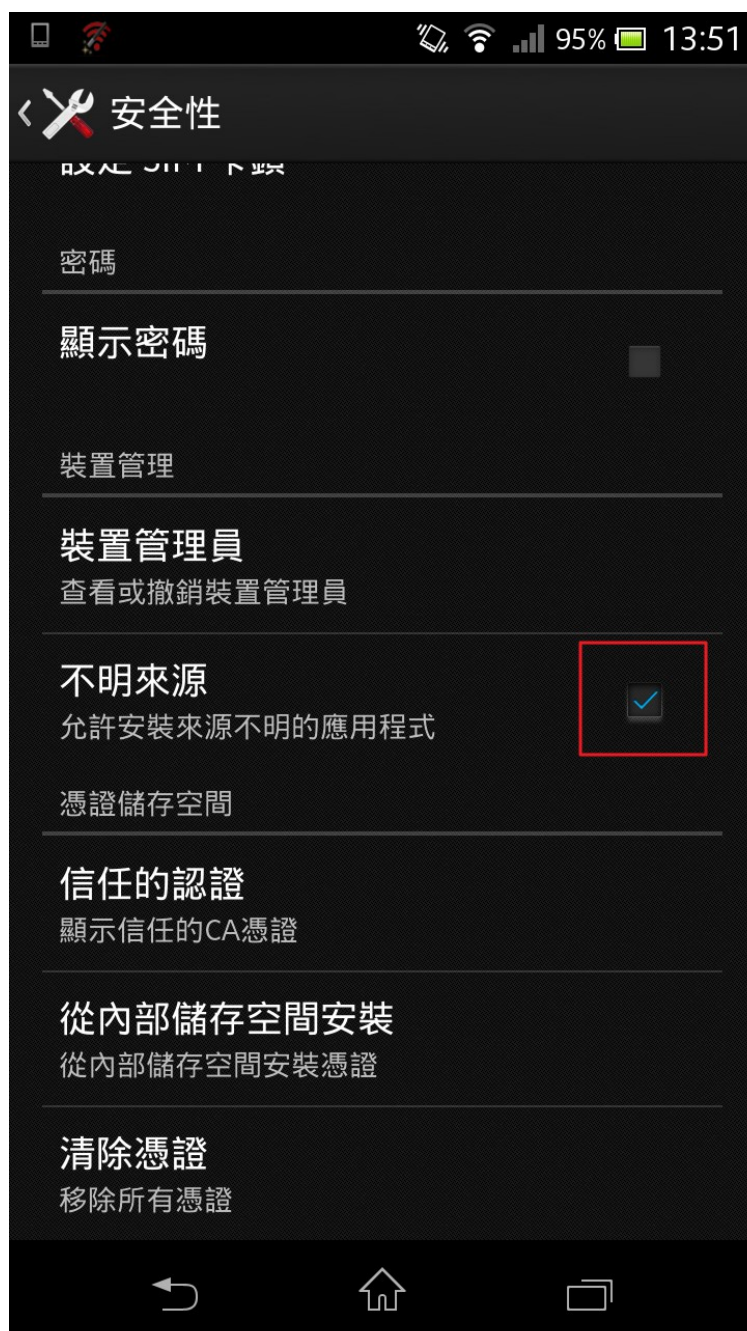 95% 13:51
安全性
設定 SIM 卡鎖
密碼
顯示密碼
裝置管理
裝置管理員
查看或撤銷裝置管理員
不明來源
允許安裝來源不明的應用程式
憑證儲存空間
信任的認證
顯示信任的CA憑證
從內部儲存空間安裝
從內部儲存空間安裝憑證
清除憑證
移除所有憑證